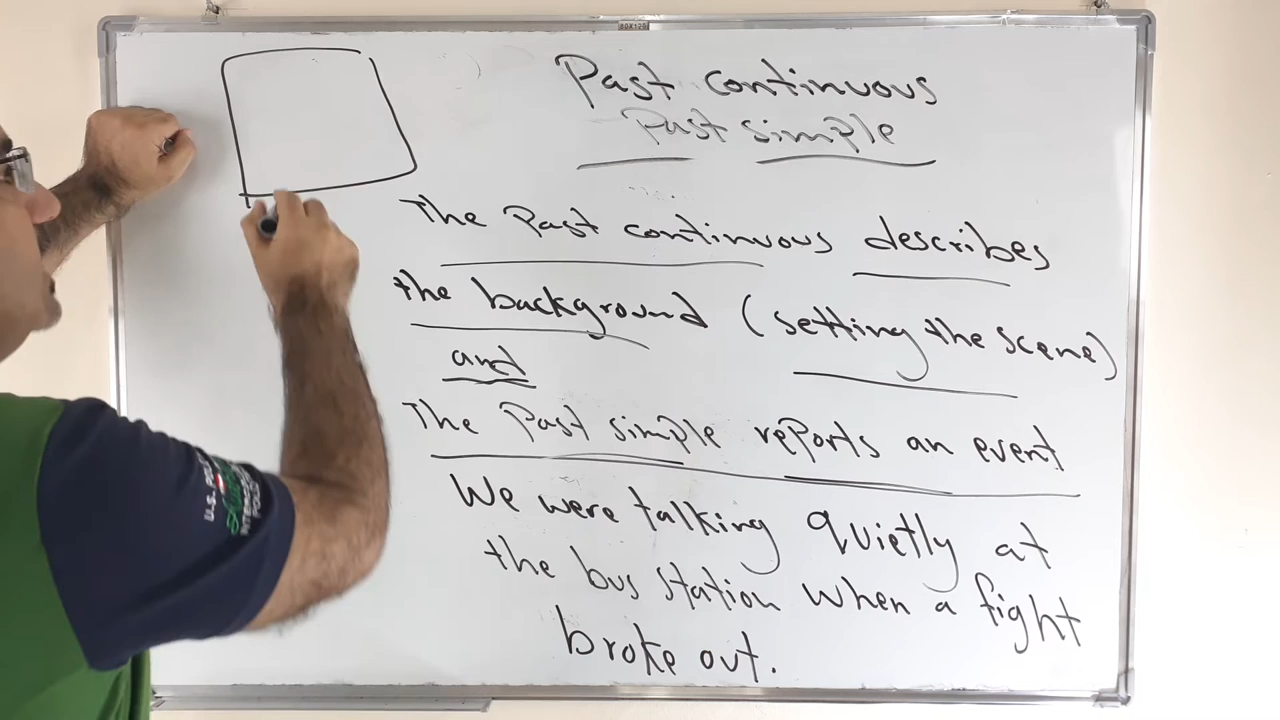 Past continuous
Past simple
The Past continuous describes
the background (setting the scene)
and
The Past simple reports an event
We were talking quietly at
the bus station when a fight
broke out.
U.S. POLO